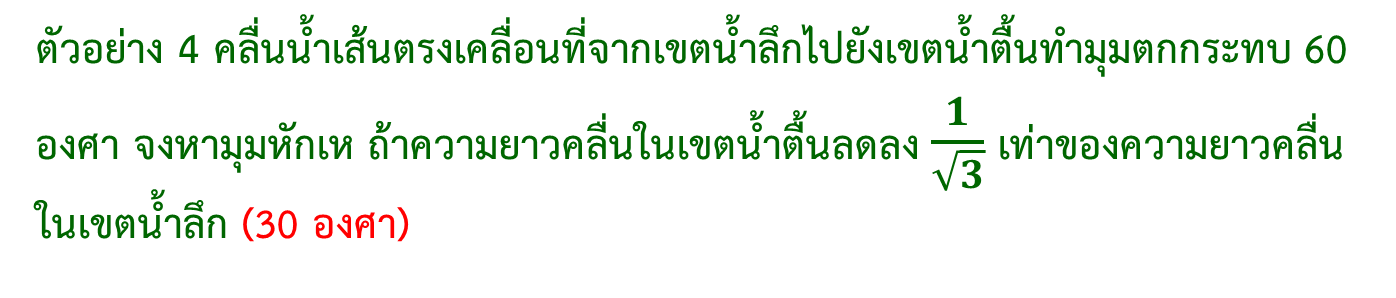 ตัวอย่าง 4 คลื่นน้ำเส้นตรงเคลื่อนที่จากเขตน้ำลึกไปยังเขตน้ำตื้นทำมุมตกกระทบ 60
องศา จงหามุมหักเห ถ้าความยาวคลื่นในเขตน้ำตื้นลดลง 1/√3 เท่าของความยาวคลื่น
ในเขตน้ำลึก (30 องศา)